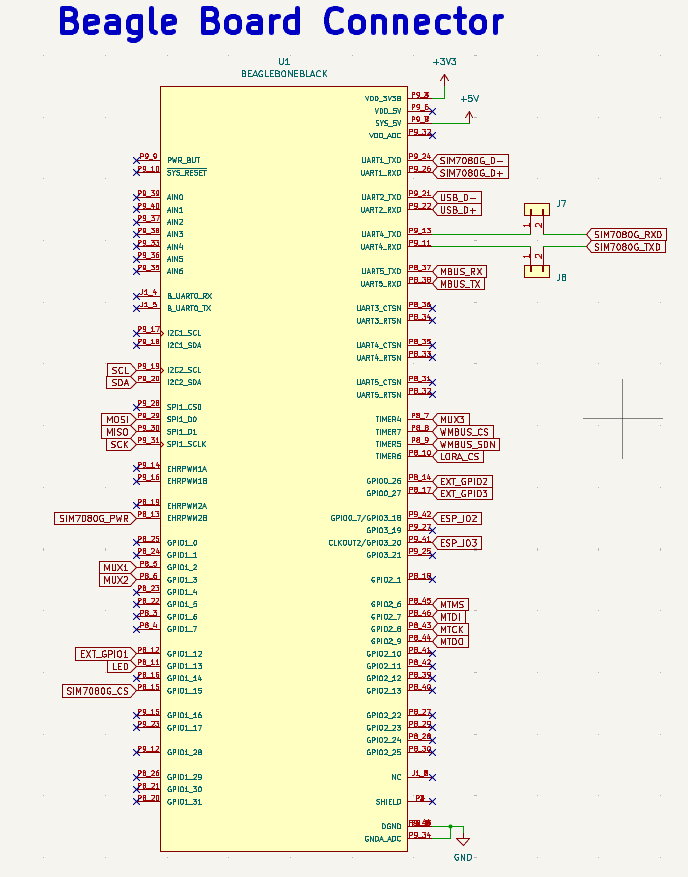 Beagle Board Connector
U1
BEAGLEBONEBLACK
+3V3
+5V
VDD_3V3B
VDD_5V P9_5
SYS_5V
VDD_ADC P9_32
P9_9 PWR_BUT UART1_TXD P9_24 SIM7080G_D-
P9_10 SYS_RESET UART1_RXD P9_26 SIM7080G_D+
P9_39 AIN0 UART2_TXD P9_21 USB_D-
P9_40 AIN1 UART2_RXD P9_22 USB_D+
J7
P9_37 AIN2
P9_38 AIN3 UART4_TXD P9_13 1 2 SIM7080G_RXD
P9_33 AIN4 UART4_RXD P9_11 SIM7080G_TXD
P9_36 AIN5 1 2
P9_35 AIN6 UART5_TXD P8_37 MBUS_RX
J8
UART5_RXD P8_38 MBUS_TX
J1_4 B_UART0_RX
J1_5 B_UART0_TX UART3_CTSN P8_36
UART3_RTSN P8_34
P9_17 I2C1_SCL
P9_18 I2C1_SDA UART4_CTSN P8_35
UART4_RTSN P8_33
SCL P9_19 I2C2_SCL
SDA P9_20 I2C2_SDA UART5_CTSN P8_31
UART5_RTSN P8_32
P9_28 SPI1_CS0
MOSI P9_29 SPI1_D0 TIMER4 P8_7 MUX3
MISO P9_30 SPI1_D1 TIMER7 P8_8 WMBUS_CS
SCK P9_31 SPI1_SCLK TIMER5 P8_9 WMBUS_SDN
TIMER6 P8_10 LORA_CS
P9_14 EHRPWM1A
P9_16 EHRPWM1B GPIO0_26 P8_14 EXT_GPIO2
GPIO0_27 P8_17 EXT_GPIO3
P8_19 EHRPWM2A
SIM7080G_PWR P8_13 EHRPWM2B GPIO0_7/GPIO3_18 P9_42 ESP_IO2
GPIO3_19 P9_27
P8_25 GPIO1_0 CLKOUT2/GPIO3_20 P9_41 ESP_IO3
P8_24 GPIO1_1 GPIO3_21 P9_25
MUX1 P8_5 GPIO1_2
MUX2 P8_6 GPIO1_3 GPIO2_1 P8_18
P8_23 GPIO1_4
P8_22 GPIO1_5 GPIO2_6 P8_45 MTMS
P8_3 GPIO1_6 GPIO2_7 P8_46 MTDI
P8_4 GPIO1_7 GPIO2_8 P8_43 MTCK
GPIO2_9 P8_44 MTDO
EXT_GPIO1 P8_12 GPIO1_12 GPIO2_10 P8_41
LED P8_11 GPIO1_13 GPIO2_11 P8_42
P8_16 GPIO1_14 GPIO2_12 P8_39
SIM7080G_CS P8_15 GPIO1_15 GPIO2_13 P8_40
P9_15 GPIO1_16 GPIO2_22 P8_27
P9_23 GPIO1_17 GPIO2_23 P8_29
GPIO2_24 P8_28
P9_12 GPIO1_28 GPIO2_25 P8_30
P8_26 GPIO1_29 NC
P8_21 GPIO1_30
P8_20 GPIO1_31 SHIELD
DGND
GNDA_ADC P9_34
GND